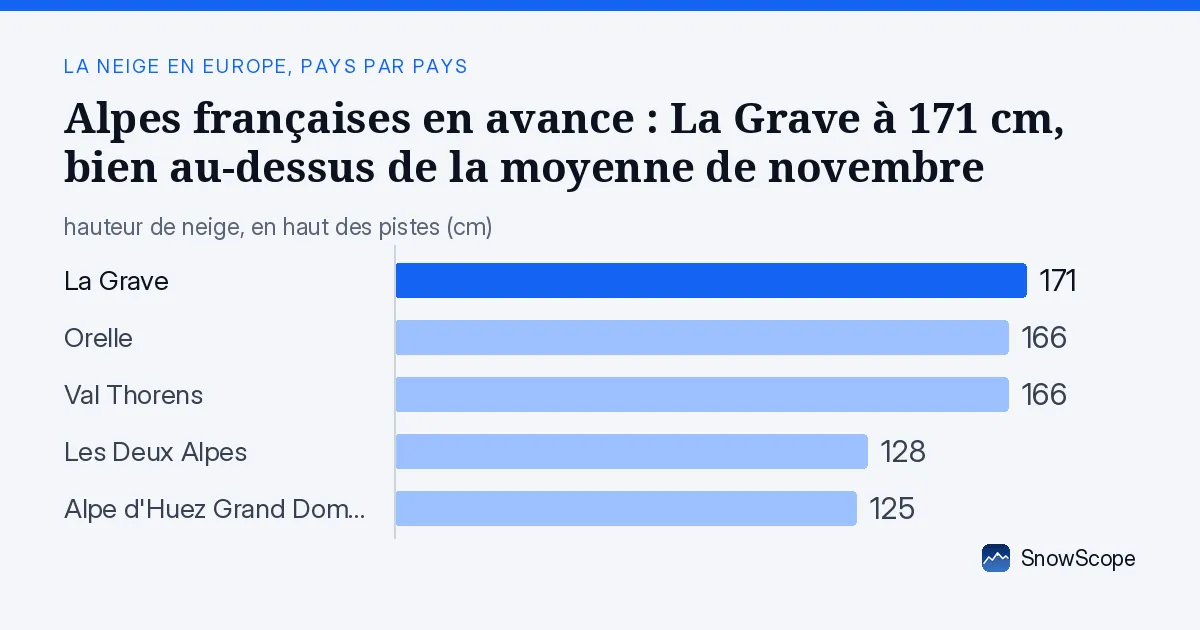 LA NEIGE EN EUROPE, PAYS PAR PAYS
Alpes françaises en avance : La Grave à 171 cm,
bien au-dessus de la moyenne de novembre
hauteur de neige, en haut des pistes (cm)
La Grave 171
Orelle 166
Val Thorens 166
Les Deux Alpes 128
Alpe d'Huez Grand Dom... 125
SnowScope